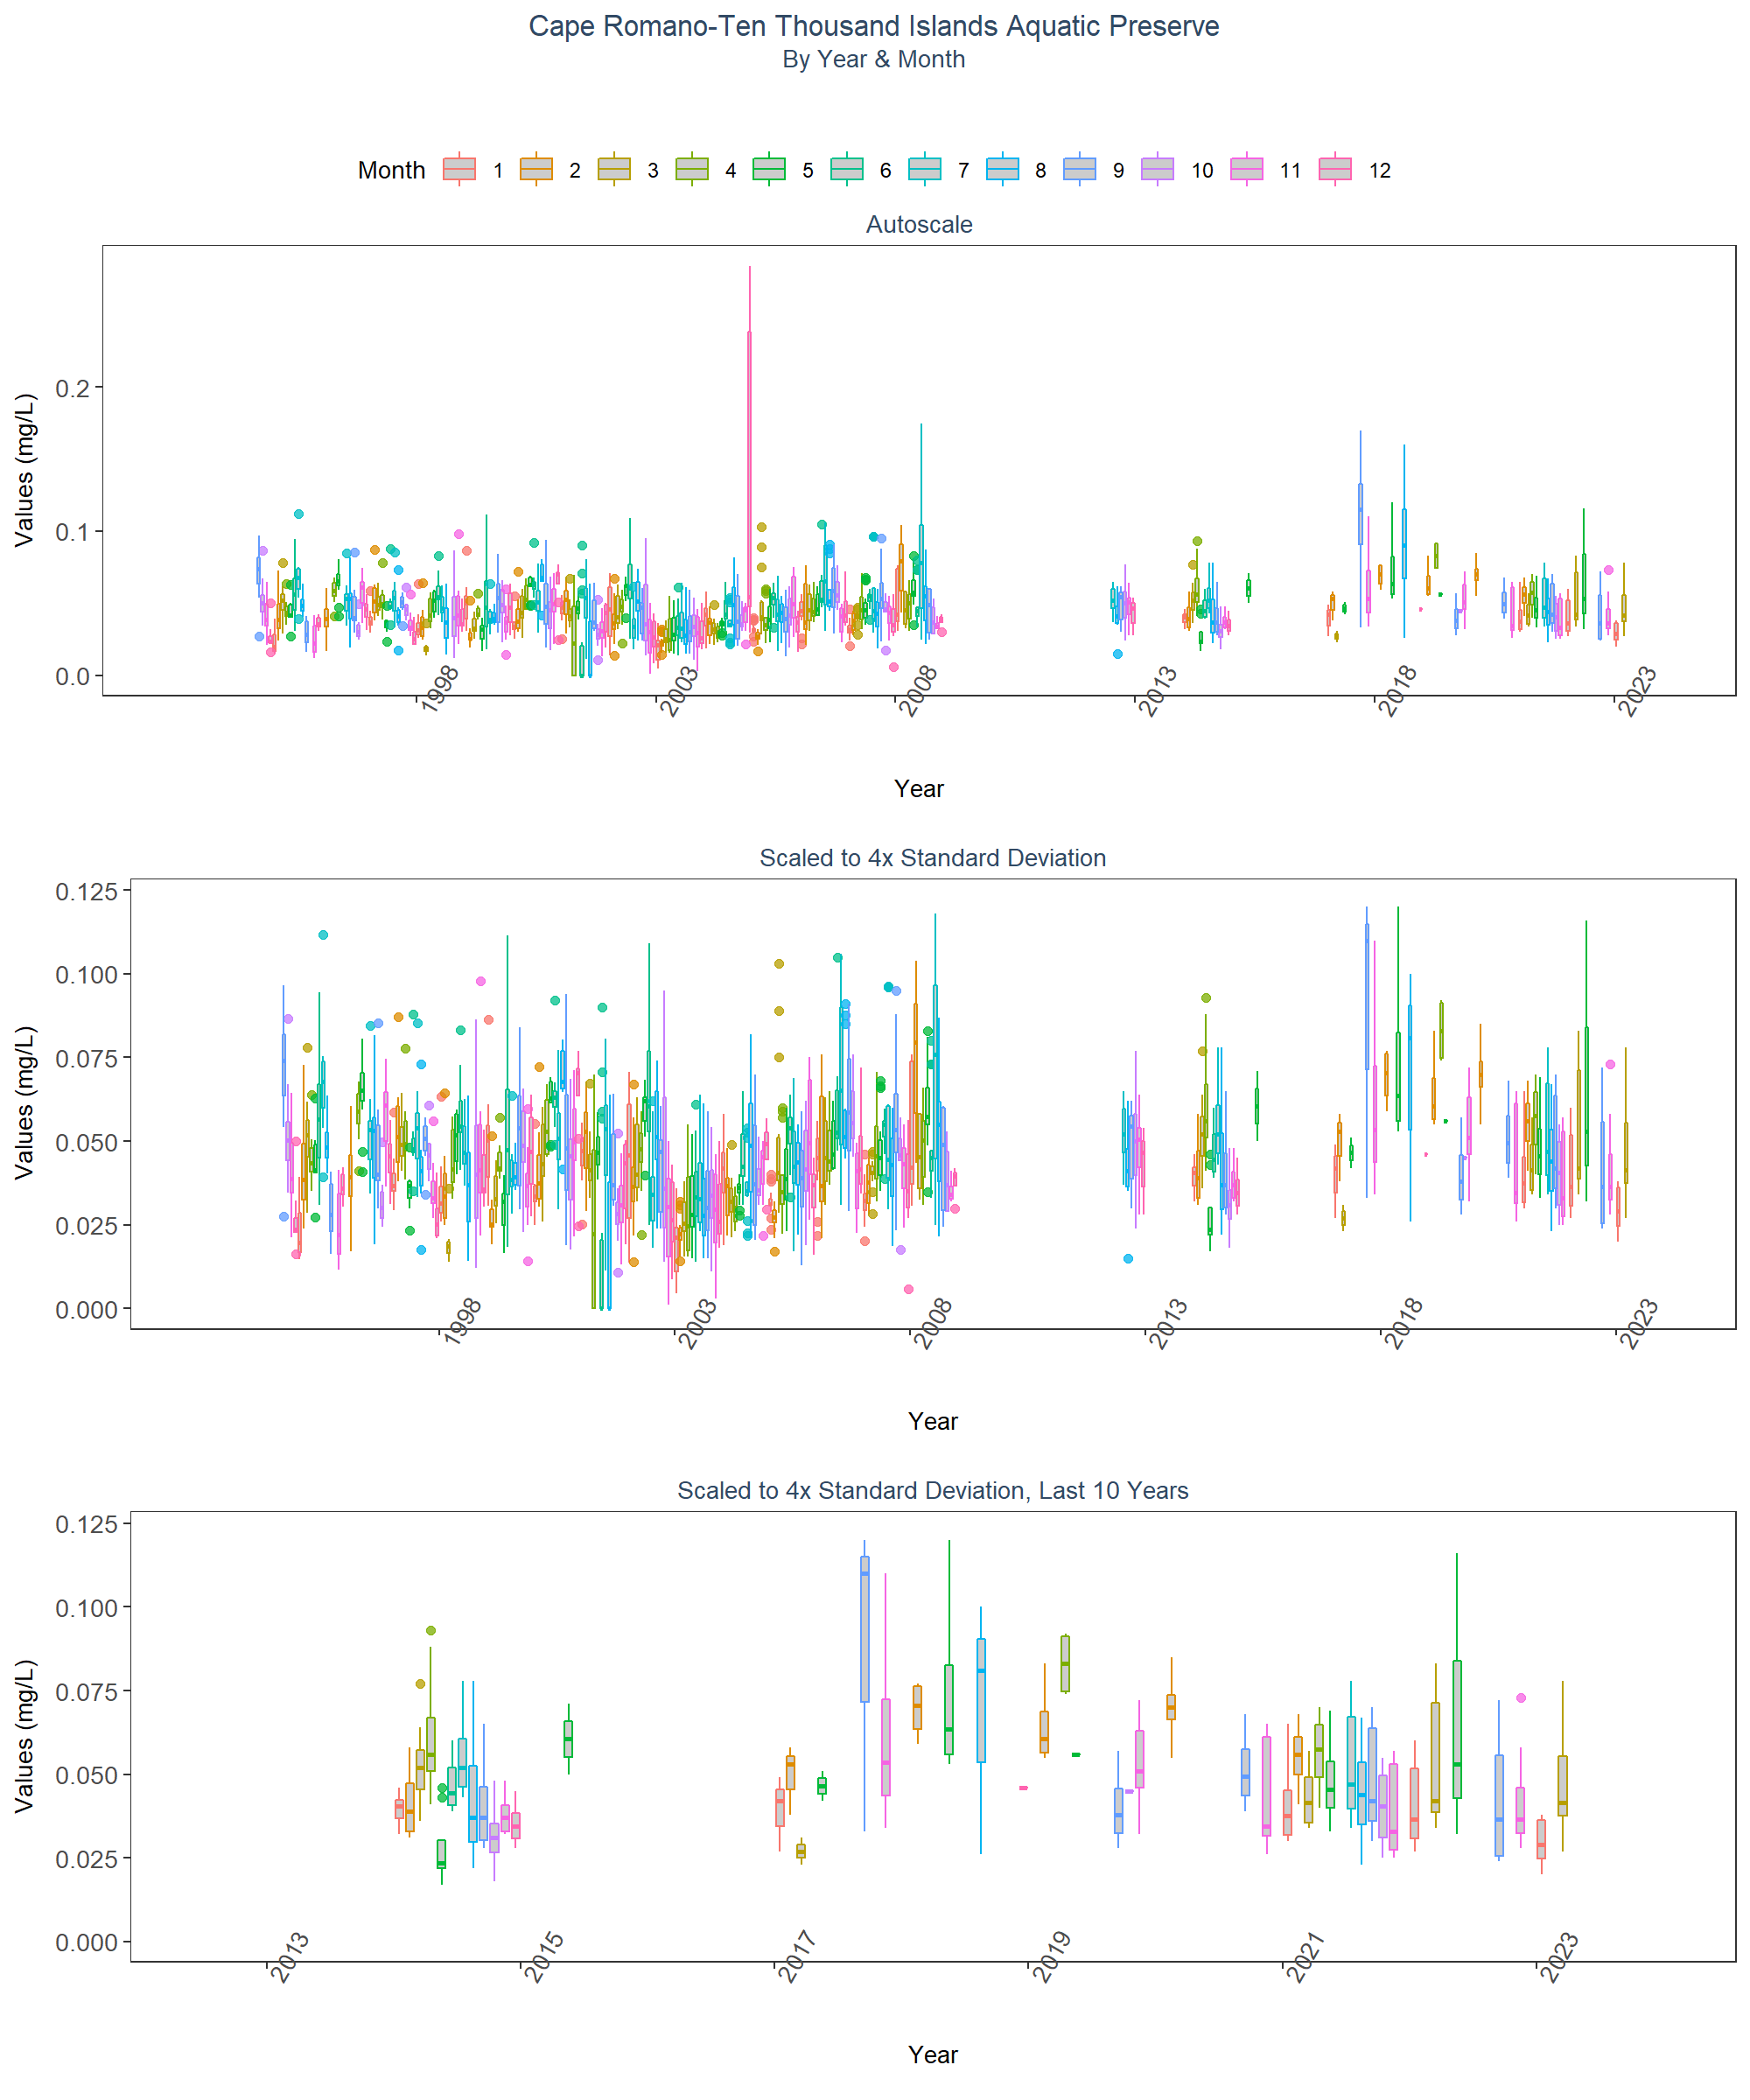 Cape Romano-Ten Thousand Islands Aquatic Preserve
By Year & Month
Month 1 2 3 4 5 6 7 8 9 10 11 12
Autoscale
Values (mg/L)
0.2
0.1
0.0
1998 2003 2008 2013 2018 2023
Year
Scaled to 4x Standard Deviation
Values (mg/L)
0.125
0.100
0.075
0.050
0.025
0.000
1998 2003 2008 2013 2018 2023
Year
Scaled to 4x Standard Deviation, Last 10 Years
Values (mg/L)
0.125
0.100
0.075
0.050
0.025
0.000
2013 2015 2017 2019 2021 2023
Year